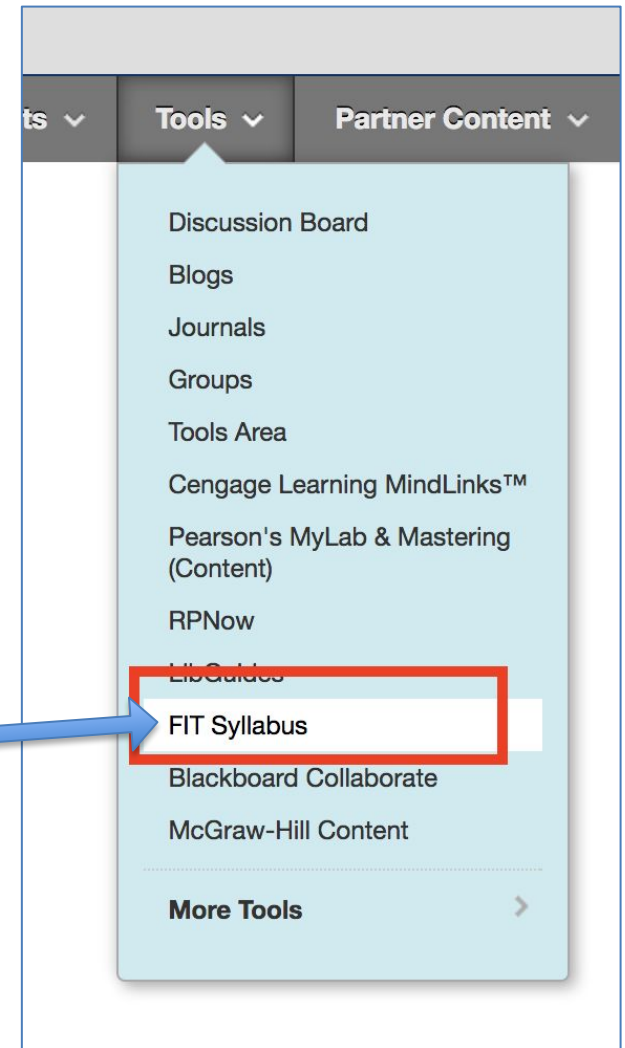 ts Tools Partner Content
Discussion Board
Blogs
Journals
Groups
Tools Area
Cengage Learning MindLinks™
Pearson's MyLab & Mastering
(Content)
RPNow
LibGuides
FIT Syllabus
Blackboard Collaborate
McGraw-Hill Content
More Tools